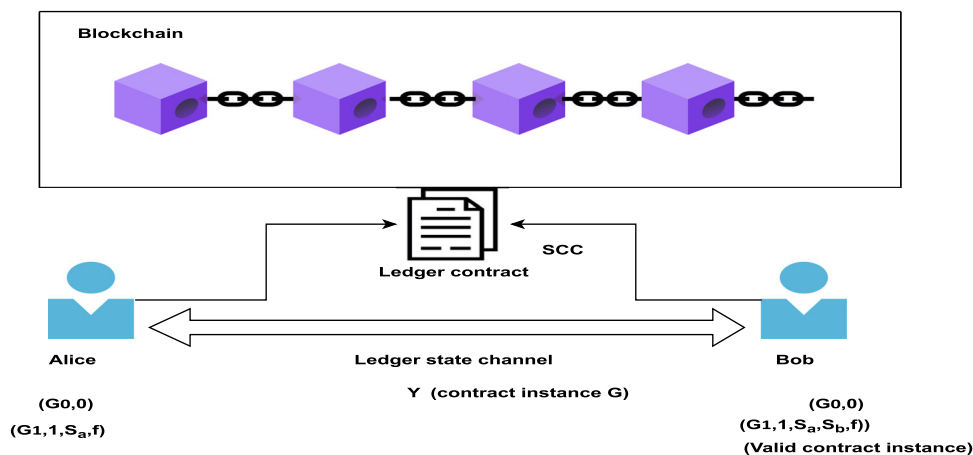 Blockchain
SCC
Ledger contract
Alice
Ledger state channel
Bob
Y (contract instance G)
(G0,0)
(G0,0)
(G1,1,Sa,f)
(G1,1,Sa,Sb,f))
(Valid contract instance)